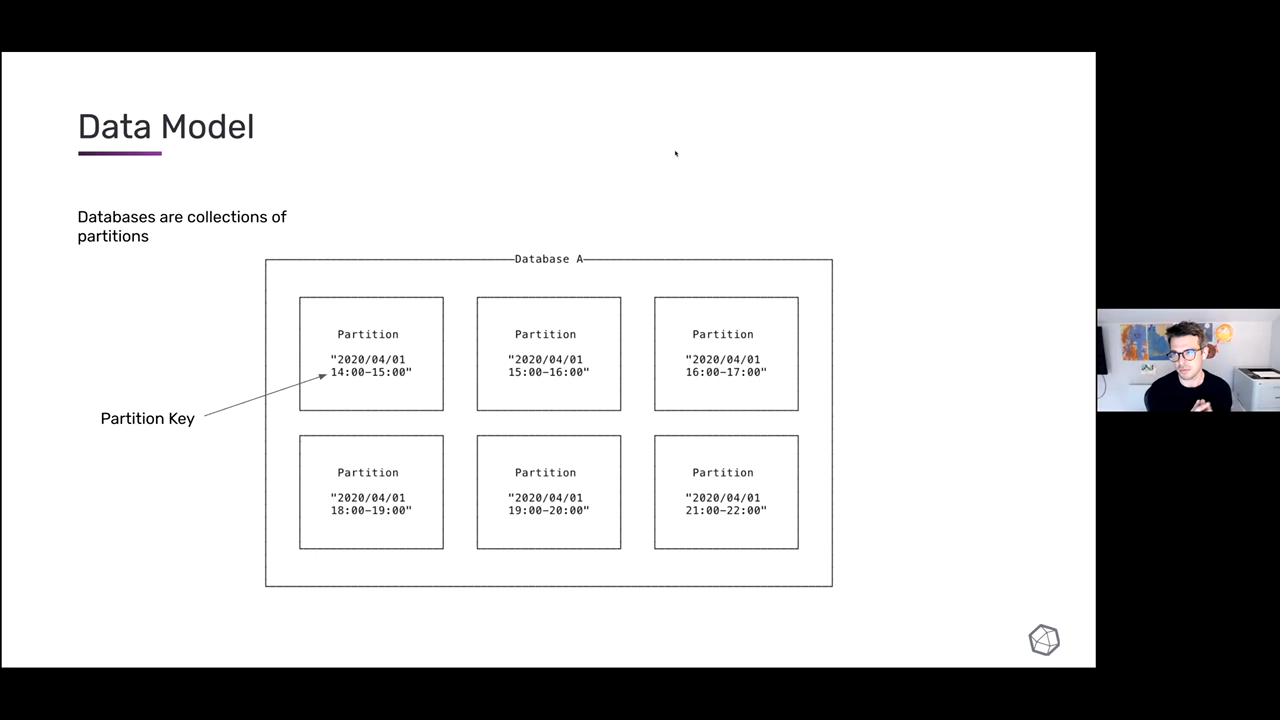 Data Model
Databases are collections of
partitions
Database A
Partition
"2020/04/01
14:00-15:00"
Partition
"2020/04/01
15:00-16:00"
Partition
"2020/04/01
16:00-17:00"
Partition Key
Partition
"2020/04/01
18:00-19:00"
Partition
"2020/04/01
19:00-20:00"
Partition
"2020/04/01
21:00-22:00"